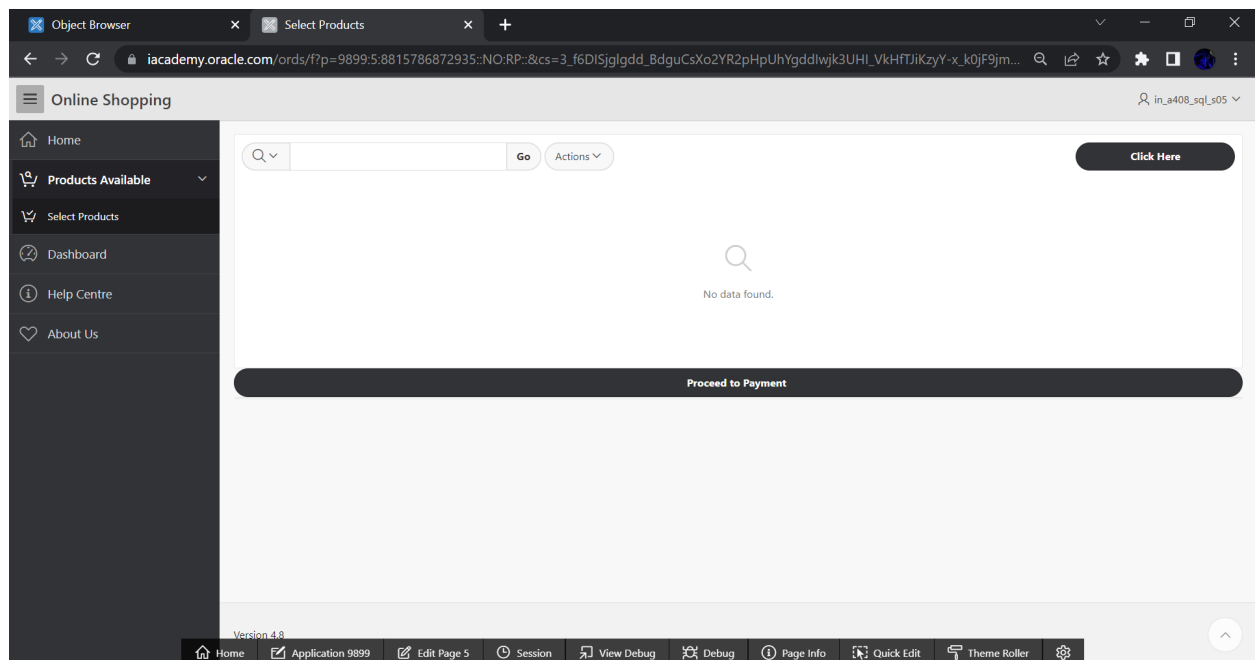 Object Browser
Select Products
iacademy.oracle.com/ords/f?p=9899:5:8815786872935::NO:RP::&cs=3_f6DISjglgdd_BdguCsXo2YR2pHpUhYgddIwjk3UHI_VkHfTJiKzyY-x_k0jF9jm...
Online Shopping
in_a408_sql_s05
Home
Products Available
Select Products
Dashboard
Help Centre
About Us
Go
Actions
Click Here
No data found.
Proceed to Payment
Version 4.8
Home
Application 9899
Edit Page 5
Session
View Debug
Debug
Page Info
Quick Edit
Theme Roller